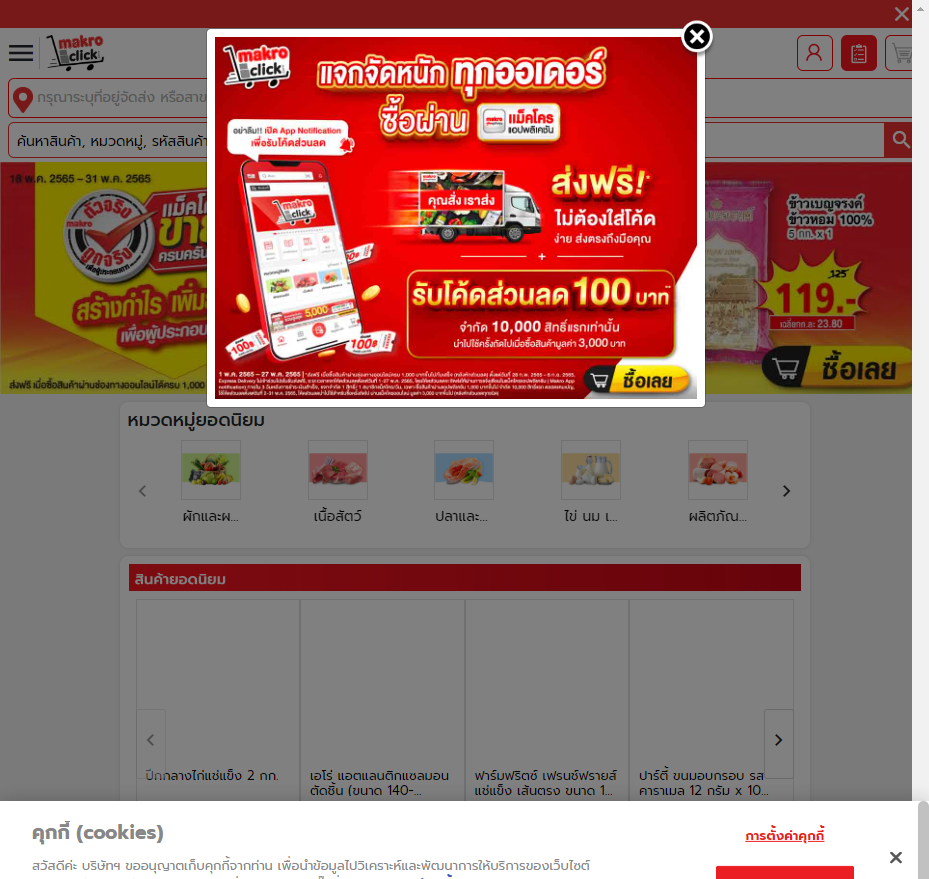 makro
click
กรุณาระบุที่อยู่จัดส่ง หรือสาข
ค้นหาสินค้า, หมวดหมู่, รหัสสินค้า
makro
click
แจกจัดหนัก ทุกออเดอร์
ซื้อผ่าน แม็คโคร
แอปพลิเคชัน
อย่าลืม!! เปิด App Notification
เพื่อรับโค้ดส่วนลด
คุณสั่ง เราส่ง
ส่งฟรี!*
ไม่ต้องใส่โค้ด
ง่าย ส่งตรงถึงมือคุณ
+
รับโค้ดส่วนลด 100 บาท**
จำกัด 10,000 สิทธิ์แรกเท่านั้น
นำไปใช้ครั้งถัดไปเมื่อซื้อสินค้ามูลค่า 3,000 บาท
makro
click
5,000
100฿
100฿
1 พ.ค. 2565 – 27 พ.ค. 2565
ซื้อเลย
18 พ.ค. 2565 – 31 พ.ค. 2565
makro
ถูกจริง
แม็คโ
ขาย
ครบครัน
สร้างกำไร เพิ่ม
เพื่อผู้ประกอบก
ส่งฟรี เมื่อซื้อสินค้าผ่านช่องทางออนไลน์ได้ครบ 1,000
ข้าวเบญจรงค์
ข้าวหอม 100%
5 กก. x 1
125
119.-
เฉลี่ยกก.ละ 23.80
ซื้อเลย
หมวดหมู่ยอดนิยม
ผักและผ...
เนื้อสัตว์
ปลาและ...
ไข่ นม เ...
ผลิตภัณ...
สินค้ายอดนิยม
ปีกกลางไก่แช่แข็ง 2 กก.
เอโร่ แอตแลนติกแซลมอน
ตัดชิ้น (ขนาด 140-...
ฟาร์มฟริตซ์ เฟรนช์ฟรายส์
แช่แข็ง เส้นตรง ขนาด 1...
ปาร์ตี้ ขนมอบกรอบ รส
คาราเมล 12 กรัม x 10...
คุกกี้ (cookies)
การตั้งค่าคุกกี้
สวัสดีค่ะ บริษัทฯ ขออนุญาตเก็บคุกกี้จากท่าน เพื่อนำข้อมูลไปวิเคราะห์และพัฒนาการให้บริการของเว็บไซต์